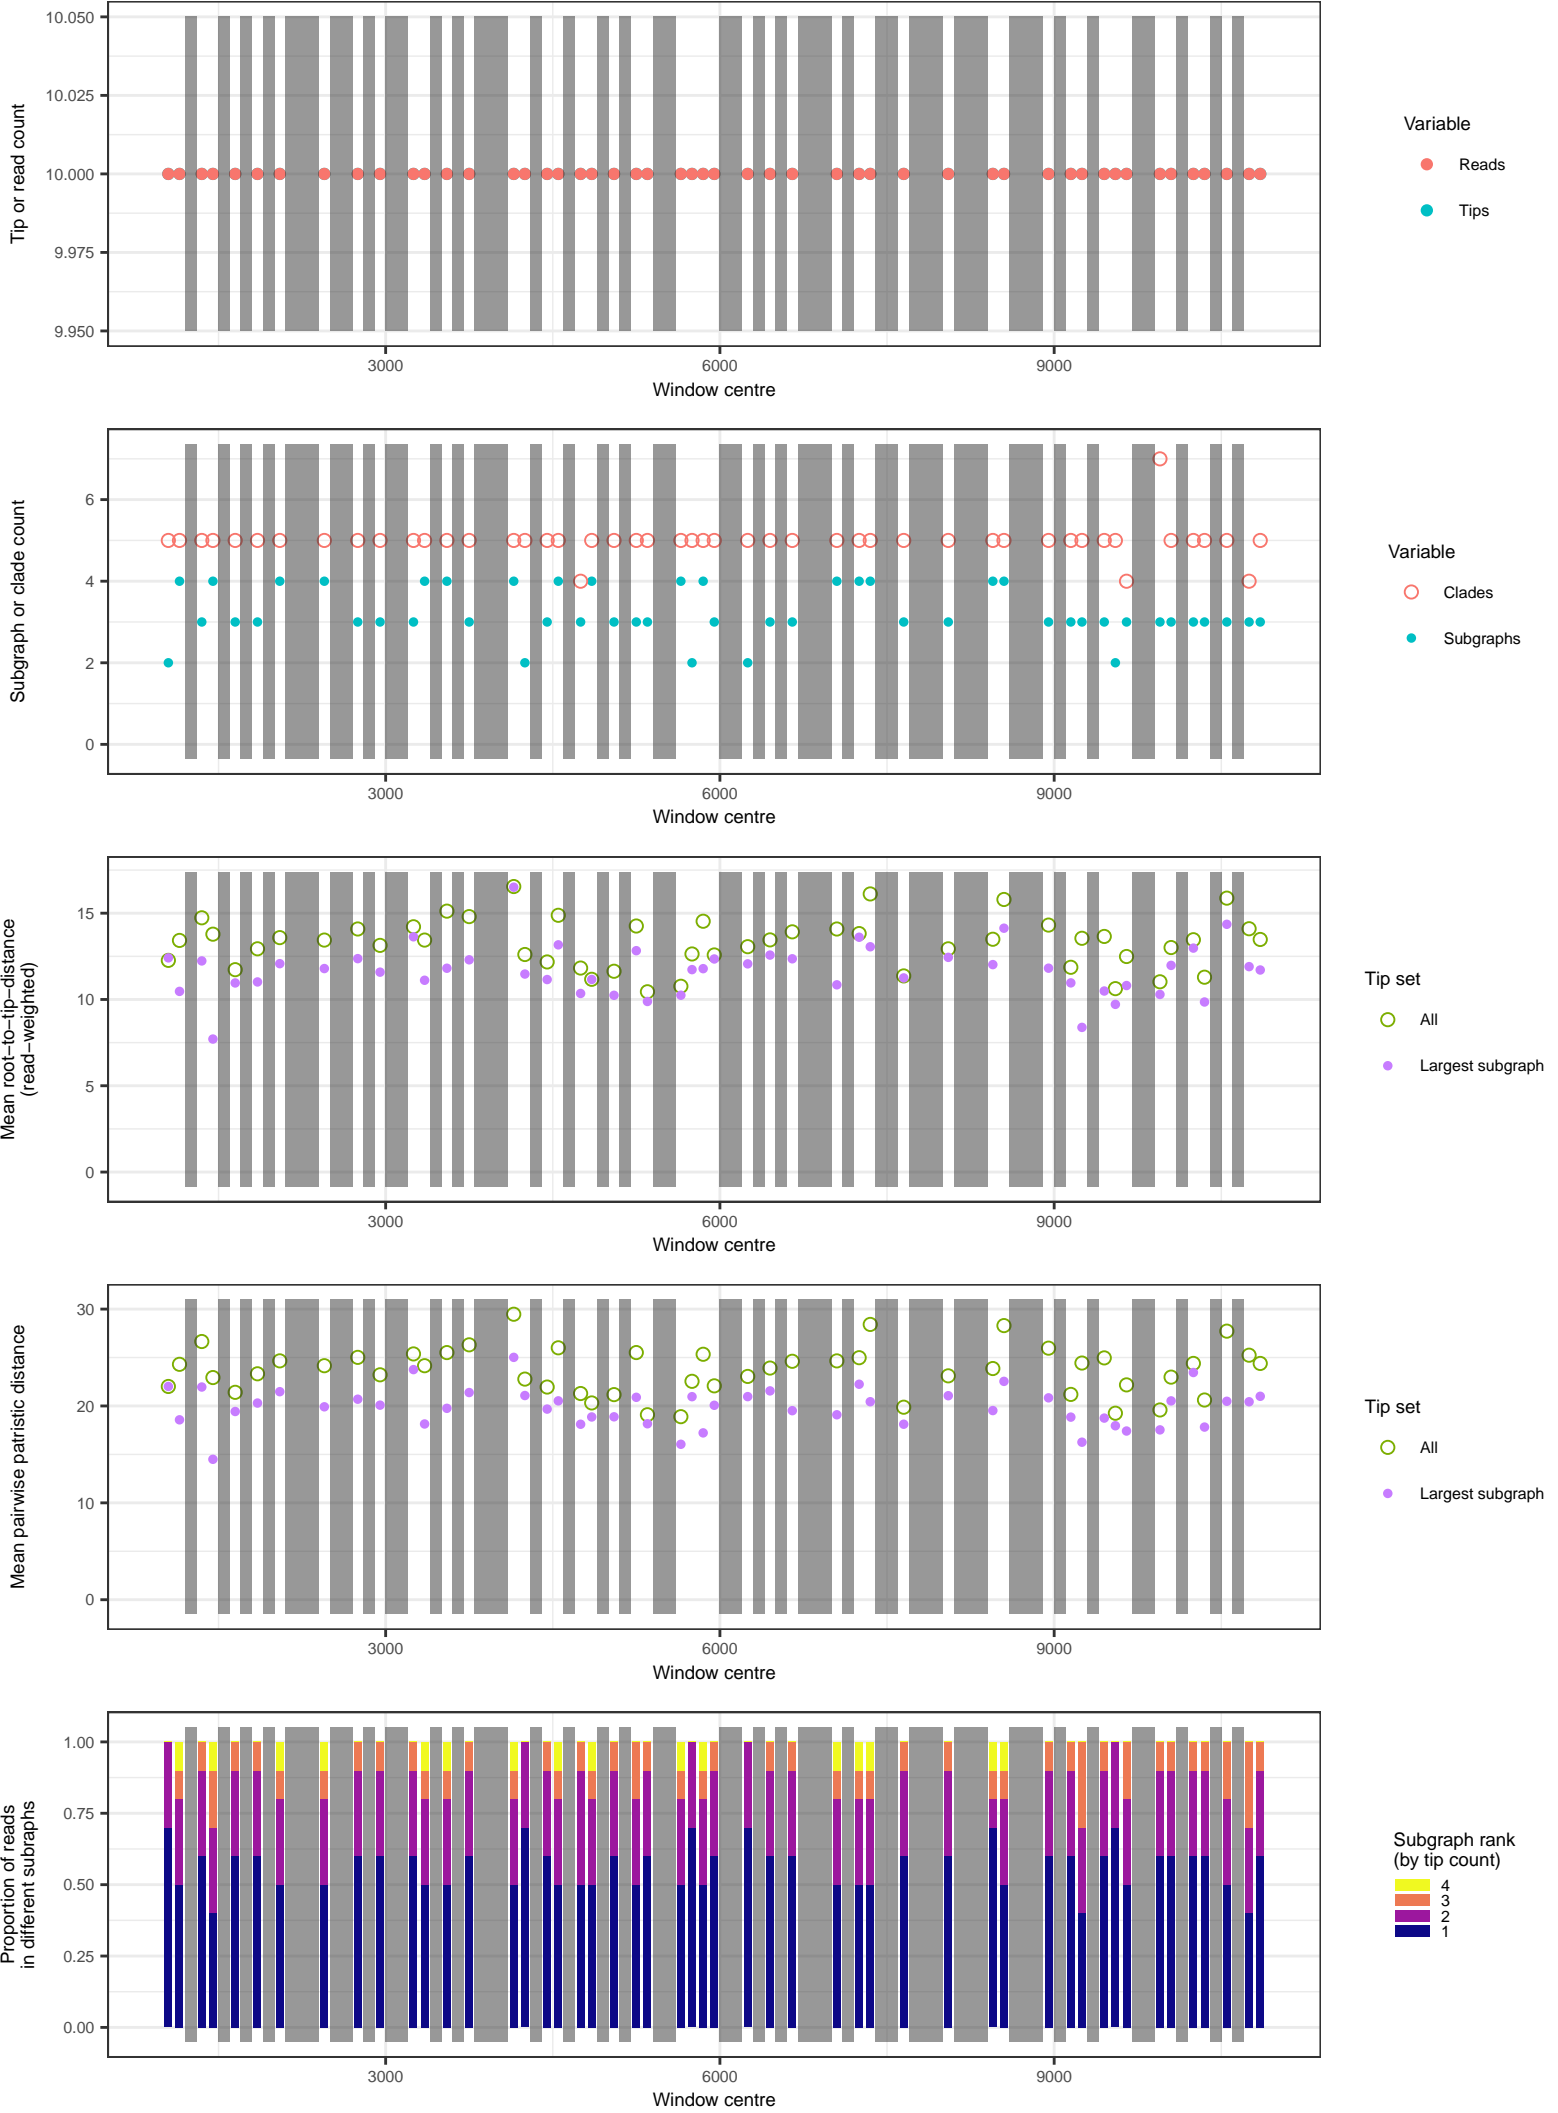 10.050
10.025
10.000
9.975
9.950
Tip or read count
3000 6000 9000
Window centre
Variable
Reads
Tips
6
4
2
0
Subgraph or clade count
3000 6000 9000
Window centre
Variable
Clades
Subgraphs
15
10
5
0
Mean root−to−tip−distance
(read−weighted)
3000 6000 9000
Window centre
Tip set
All
Largest subgraph
30
20
10
0
Mean pairwise patristic distance
3000 6000 9000
Window centre
Tip set
All
Largest subgraph
1.00
0.75
0.50
0.25
0.00
Proportion of reads
in different subraphs
3000 6000 9000
Window centre
Subgraph rank
(by tip count)
4
3
2
1